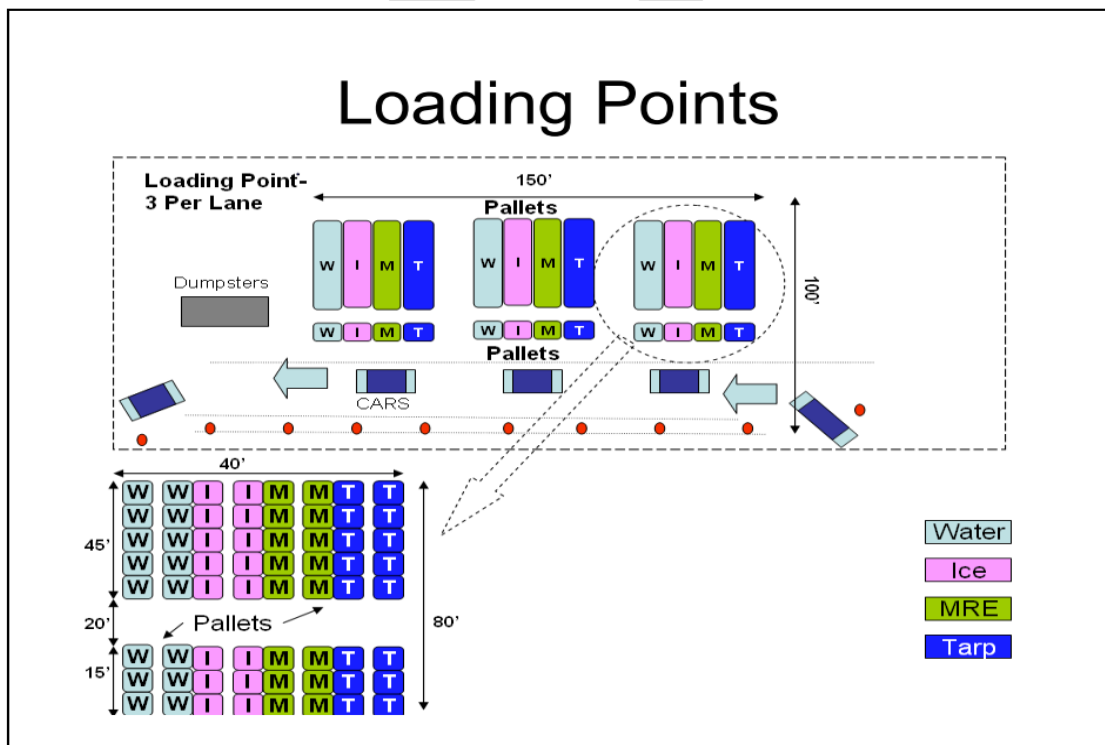 Loading Points
Loading Point-
3 Per Lane
150'
Pallets
W I M T W I M T W I M T
100'
Dumpsters
W I M T W I M T W I M T
Pallets
CARS
40'
W W I I M M T T
W W I I M M T T
W W I I M M T T
W W I I M M T T
W W I I M M T T
45'
20'
Pallets
80'
15'
W W I I M M T T
W W I I M M T T
W W I I M M T T
Water
Ice
MRE
Tarp